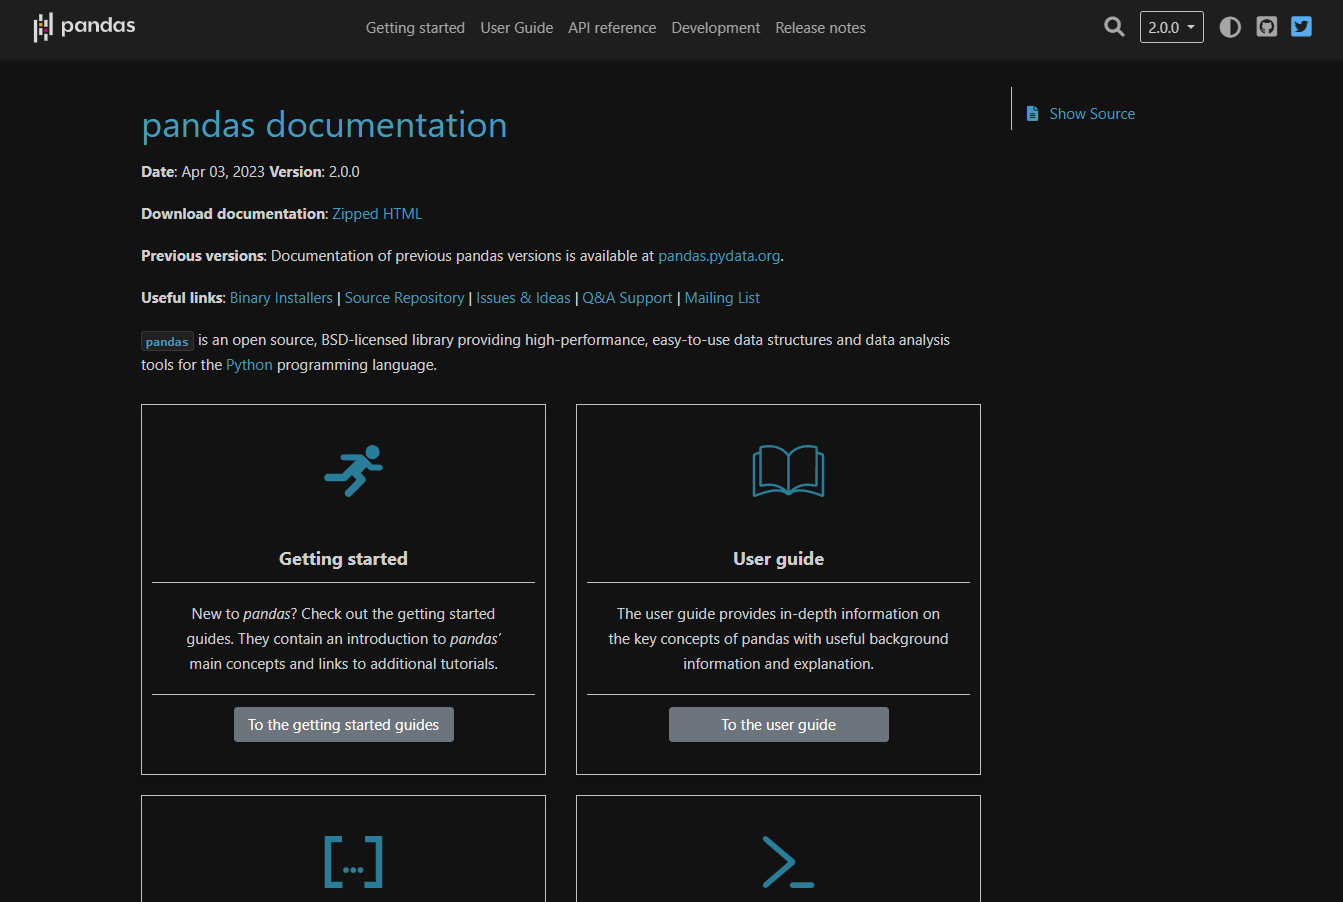 pandas
Getting started User Guide API reference Development Release notes
2.0.0
pandas documentation
Show Source
Date: Apr 03, 2023 Version: 2.0.0
Download documentation: Zipped HTML
Previous versions: Documentation of previous pandas versions is available at pandas.pydata.org.
Useful links: Binary Installers | Source Repository | Issues & Ideas | Q&A Support | Mailing List
pandas is an open source, BSD-licensed library providing high-performance, easy-to-use data structures and data analysis
tools for the Python programming language.
Getting started
New to pandas? Check out the getting started
guides. They contain an introduction to pandas’
main concepts and links to additional tutorials.
To the getting started guides
User guide
The user guide provides in-depth information on
the key concepts of pandas with useful background
information and explanation.
To the user guide